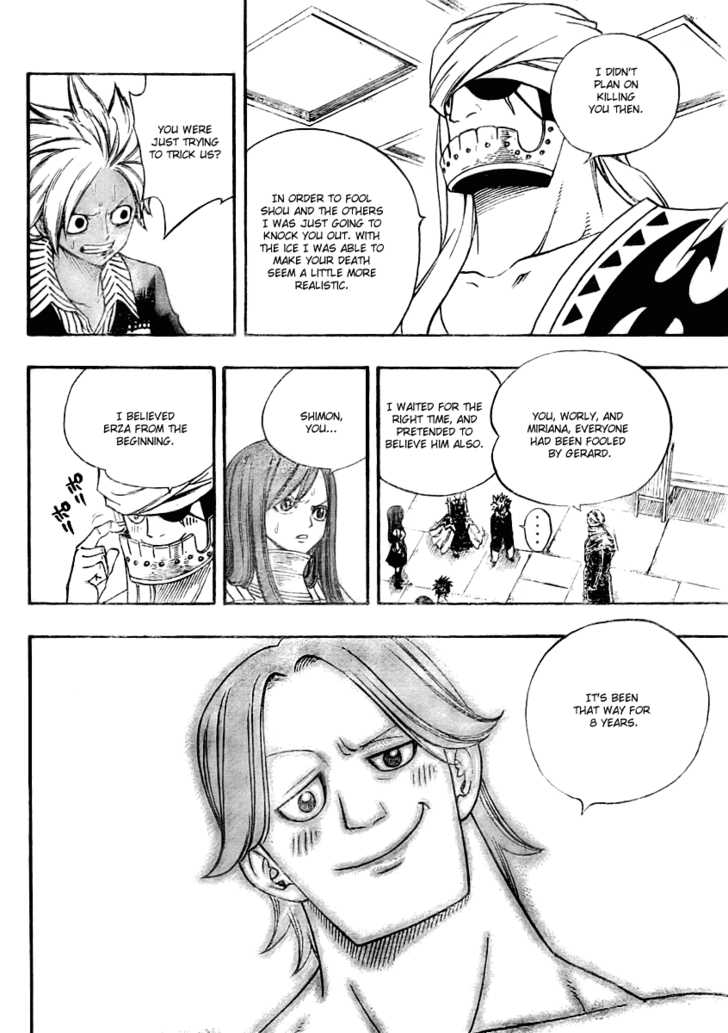 I DIDN'T
PLAN ON
KILLING
YOU THEN.
IN ORDER TO FOOL
SHOU AND THE OTHERS
I WAS JUST GOING TO
KNOCK YOU OUT. WITH
THE ICE I WAS ABLE TO
MAKE YOUR DEATH
SEEM A LITTLE MORE
REALISTIC.
YOU WERE
JUST TRYING
TO TRICK US?
YOU, WORLY, AND
MIRIANA, EVERYONE
HAD BEEN FOOLED
BY GERARD.
I WAITED FOR THE
RIGHT TIME, AND
PRETENDED TO
BELIEVE HIM ALSO.
...
SHIMON,
YOU...
I BELIEVED
ERZA FROM THE
BEGINNING.
ポリ
ポリ
IT'S BEEN
THAT WAY FOR
8 YEARS.